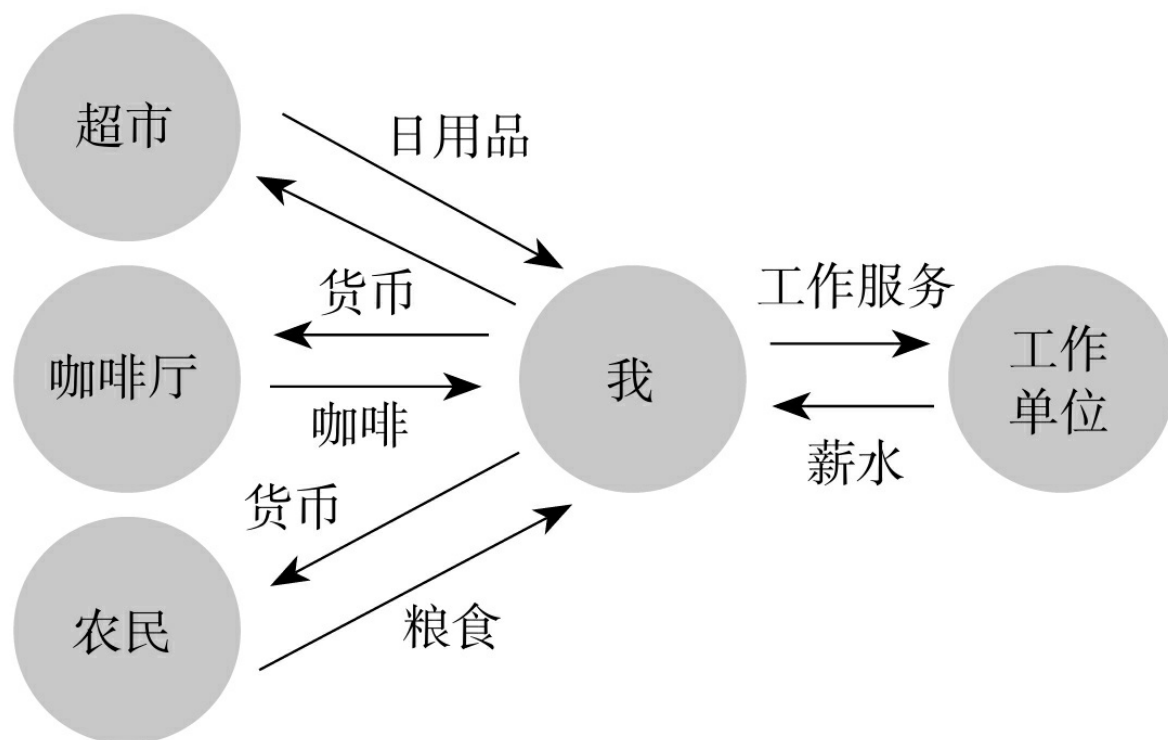 超市
日用品
货币
工作服务
咖啡厅
咖啡
我
工作
单位
薪水
货币
农民
粮食